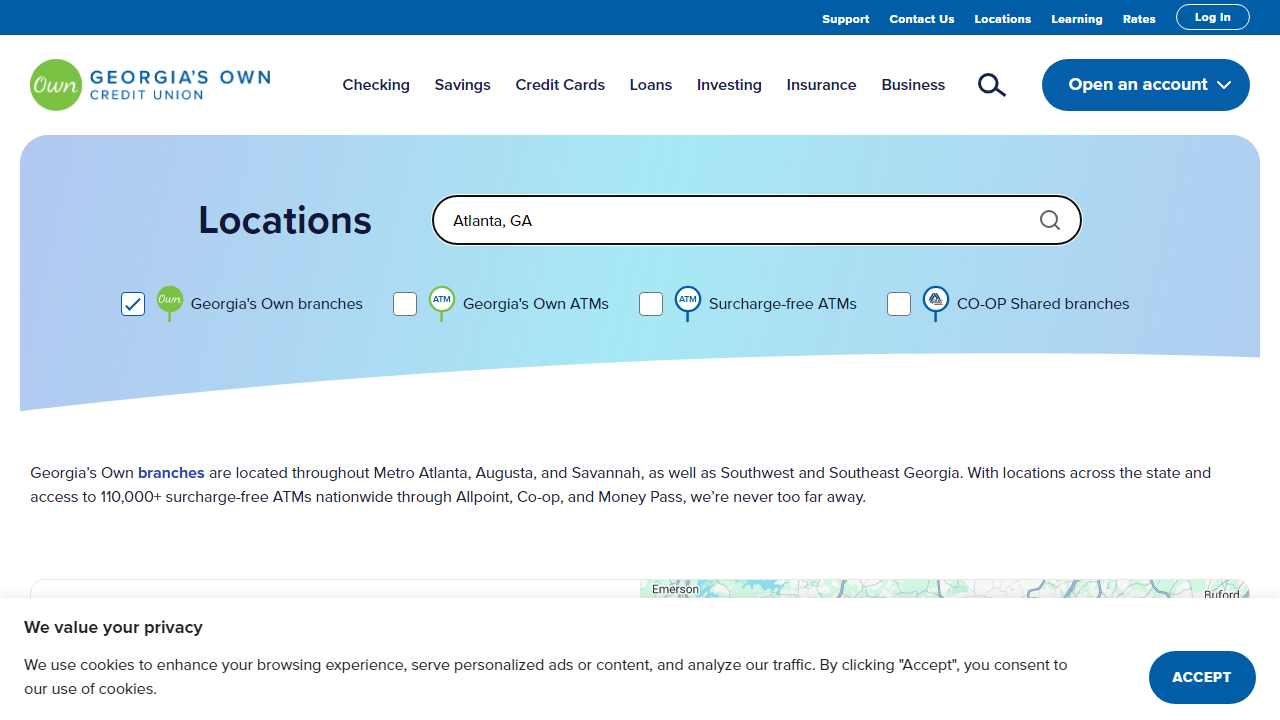 Support Contact Us Locations Learning Rates Log In
Own GEORGIA'S OWN
CREDIT UNION
Checking Savings Credit Cards Loans Investing Insurance Business Open an account
Locations Atlanta, GA
Own Georgia's Own branches ATM Georgia's Own ATMs ATM Surcharge-free ATMs CO-OP Shared branches
Georgia’s Own branches are located throughout Metro Atlanta, Augusta, and Savannah, as well as Southwest and Southeast Georgia. With locations across the state and
access to 110,000+ surcharge-free ATMs nationwide through Allpoint, Co-op, and Money Pass, we’re never too far away.
Emerson Buford
We value your privacy
We use cookies to enhance your browsing experience, serve personalized ads or content, and analyze our traffic. By clicking "Accept", you consent to
our use of cookies.
ACCEPT